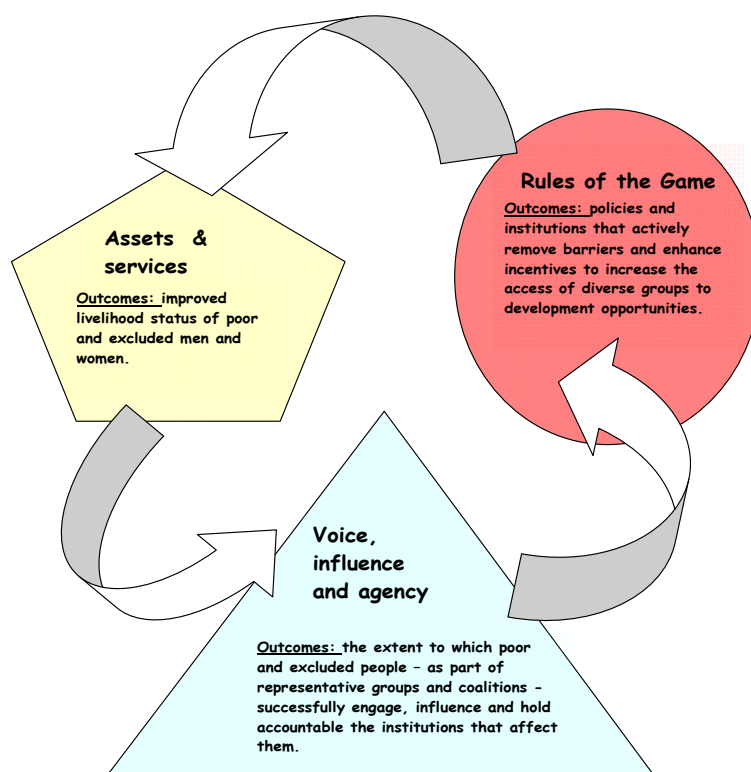 Rules of the Game
Outcomes: policies and
institutions that actively
remove barriers and enhance
incentives to increase the
access of diverse groups to
development opportunities.
Assets &
services
Outcomes: improved
livelihood status of poor
and excluded men and
women.
Voice,
influence
and agency
Outcomes: the extent to which poor
and excluded people – as part of
representative groups and coalitions –
successfully engage, influence and hold
accountable the institutions that affect
them.